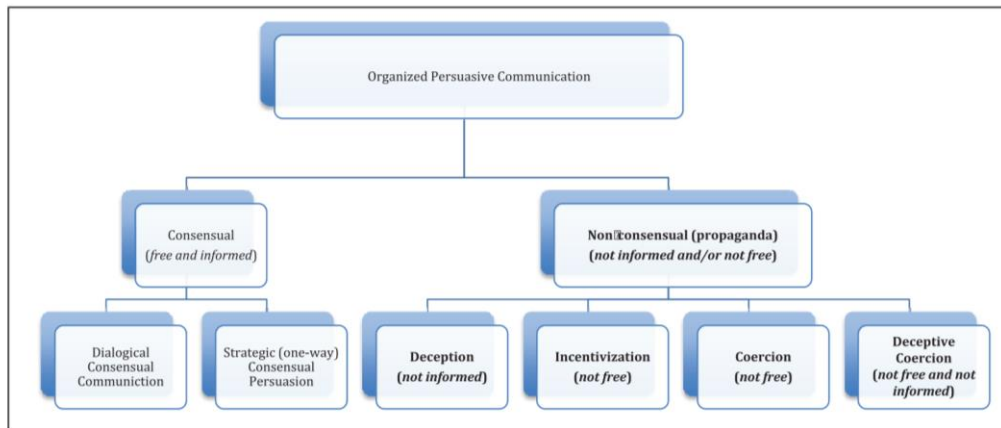 Organized Persuasive Communication
Consensual
(free and informed)
Non☐consensual (propaganda)
(not informed and/or not free)
Dialogical
Consensual
Communiction
Strategic (one-way)
Consensual
Persuasion
Deception
(not informed)
Incentivization
(not free)
Coercion
(not free)
Deceptive
Coercion
(not free and not
informed)